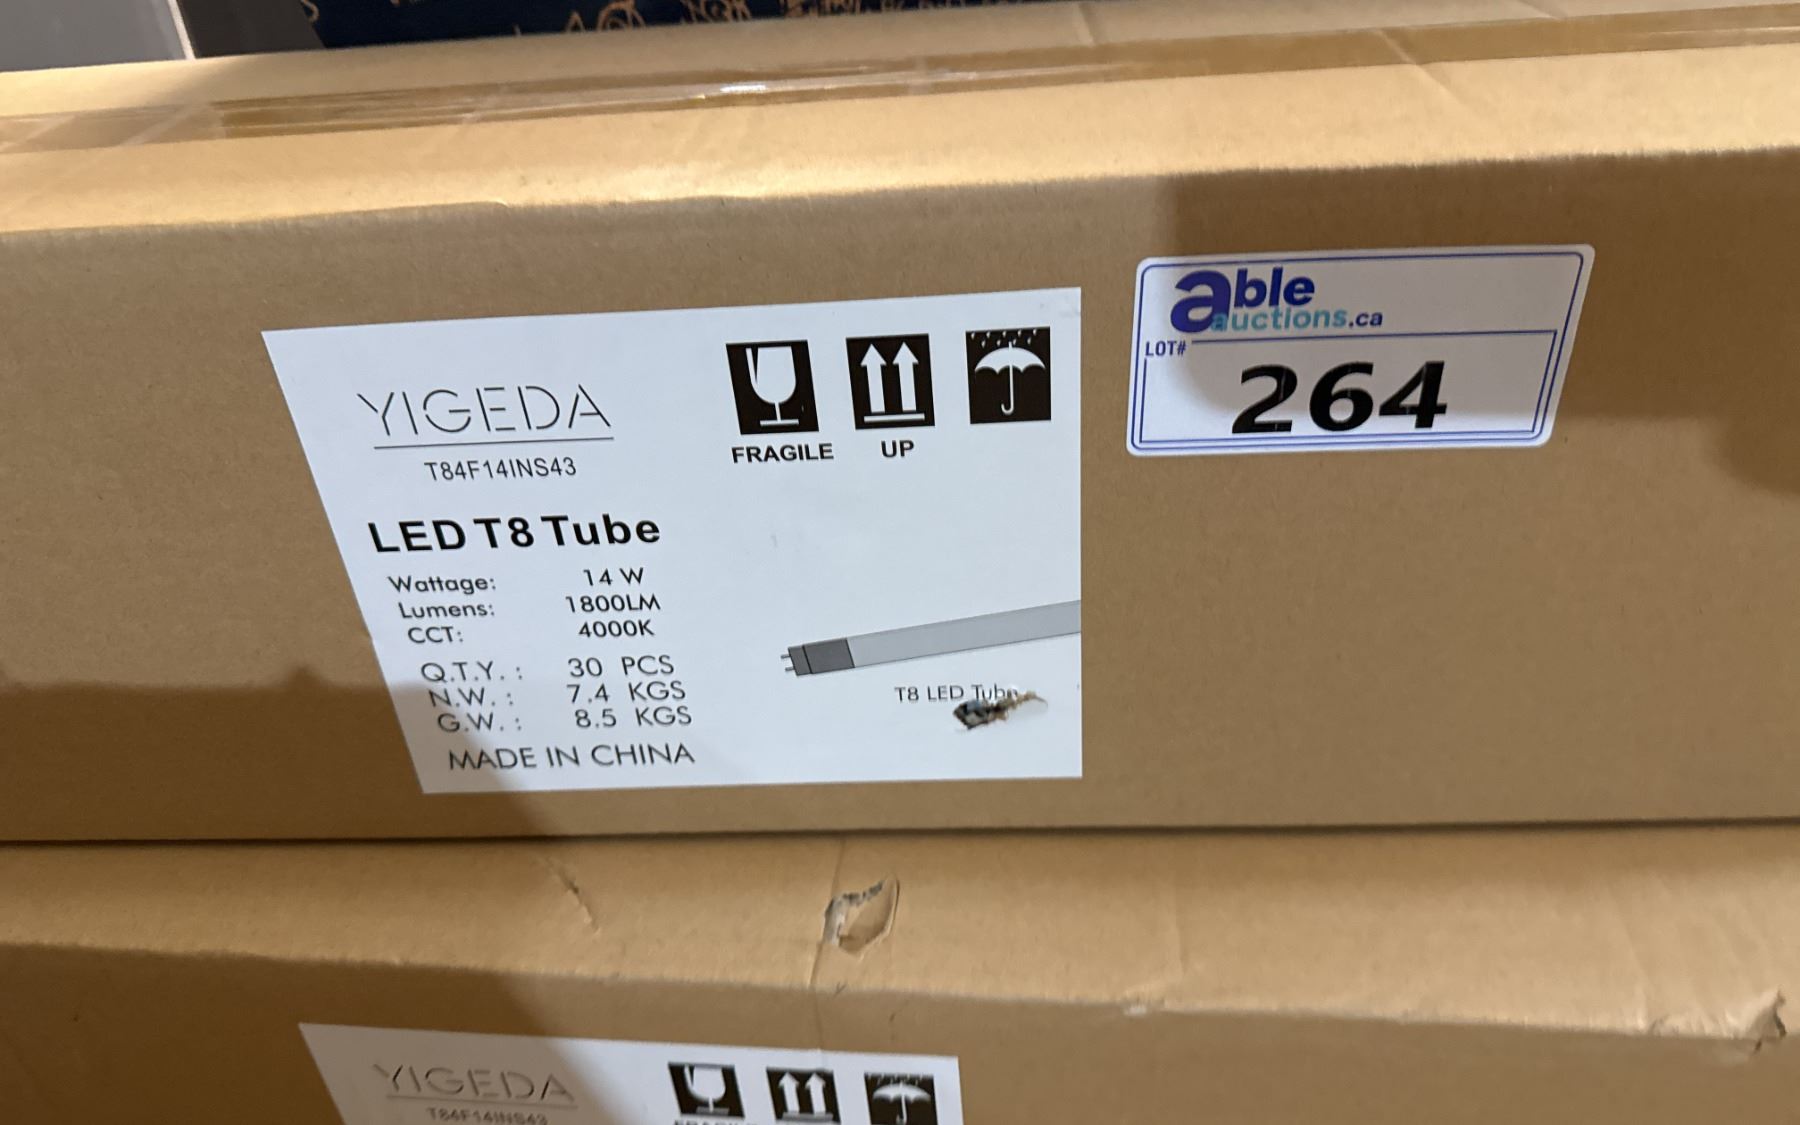 YIGEDA
T84F14INS43
FRAGILE
UP
LED T8 Tube
Wattage: 14 W
Lumens: 1800LM
CCT: 4000K
Q.T.Y. : 30 PCS
N.W. : 7.4 KGS
G.W. : 8.5 KGS
MADE IN CHINA
T8 LED Tube
able
auctions.ca
LOT#
264
YIGEDA
T84F14INS43